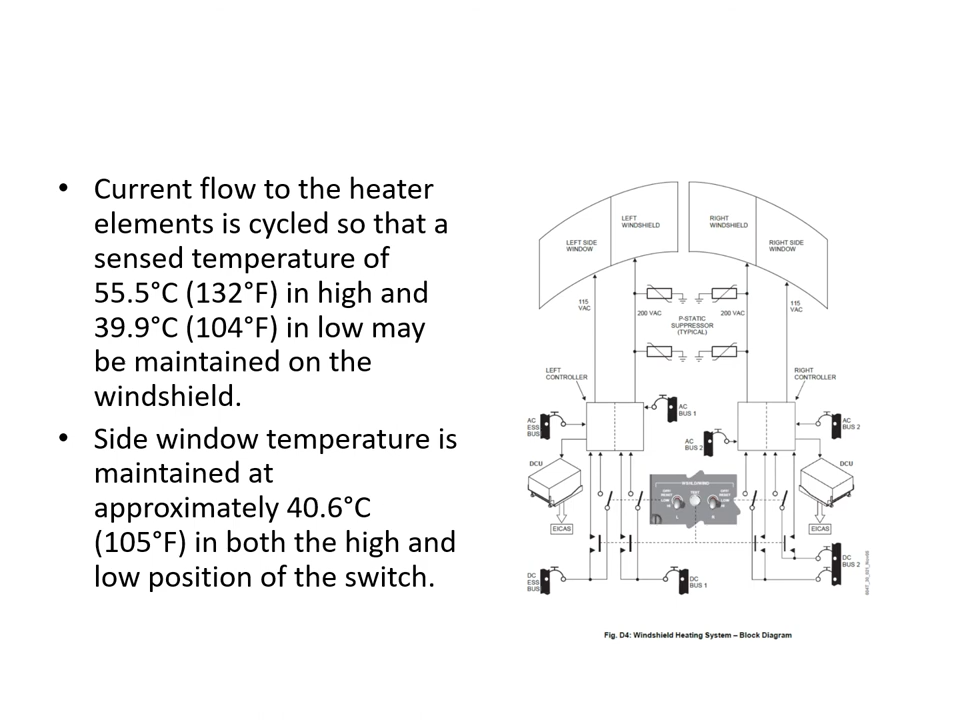 • Current flow to the heater
elements is cycled so that a
sensed temperature of
55.5°C (132°F) in high and
39.9°C (104°F) in low may
be maintained on the
windshield.
• Side window temperature is
maintained at
approximately 40.6°C
(105°F) in both the high and
low position of the switch.
LEFT
WINDSHIELD
RIGHT
WINDSHIELD
LEFT SIDE
WINDOW
RIGHT SIDE
WINDOW
115
VAC
200 VAC
P-STATIC
SUPPRESSOR
(TYPICAL)
200 VAC
115
VAC
LEFT
CONTROLLER
RIGHT
CONTROLLER
AC
ESS
BUS
AC
BUS 1
AC
BUS 2
AC
BUS 2
DCU
DCU
EICAS
EICAS
DC
ESS
BUS
DC
BUS 1
DC
BUS 2
Fig. D4: Windshield Heating System – Block Diagram